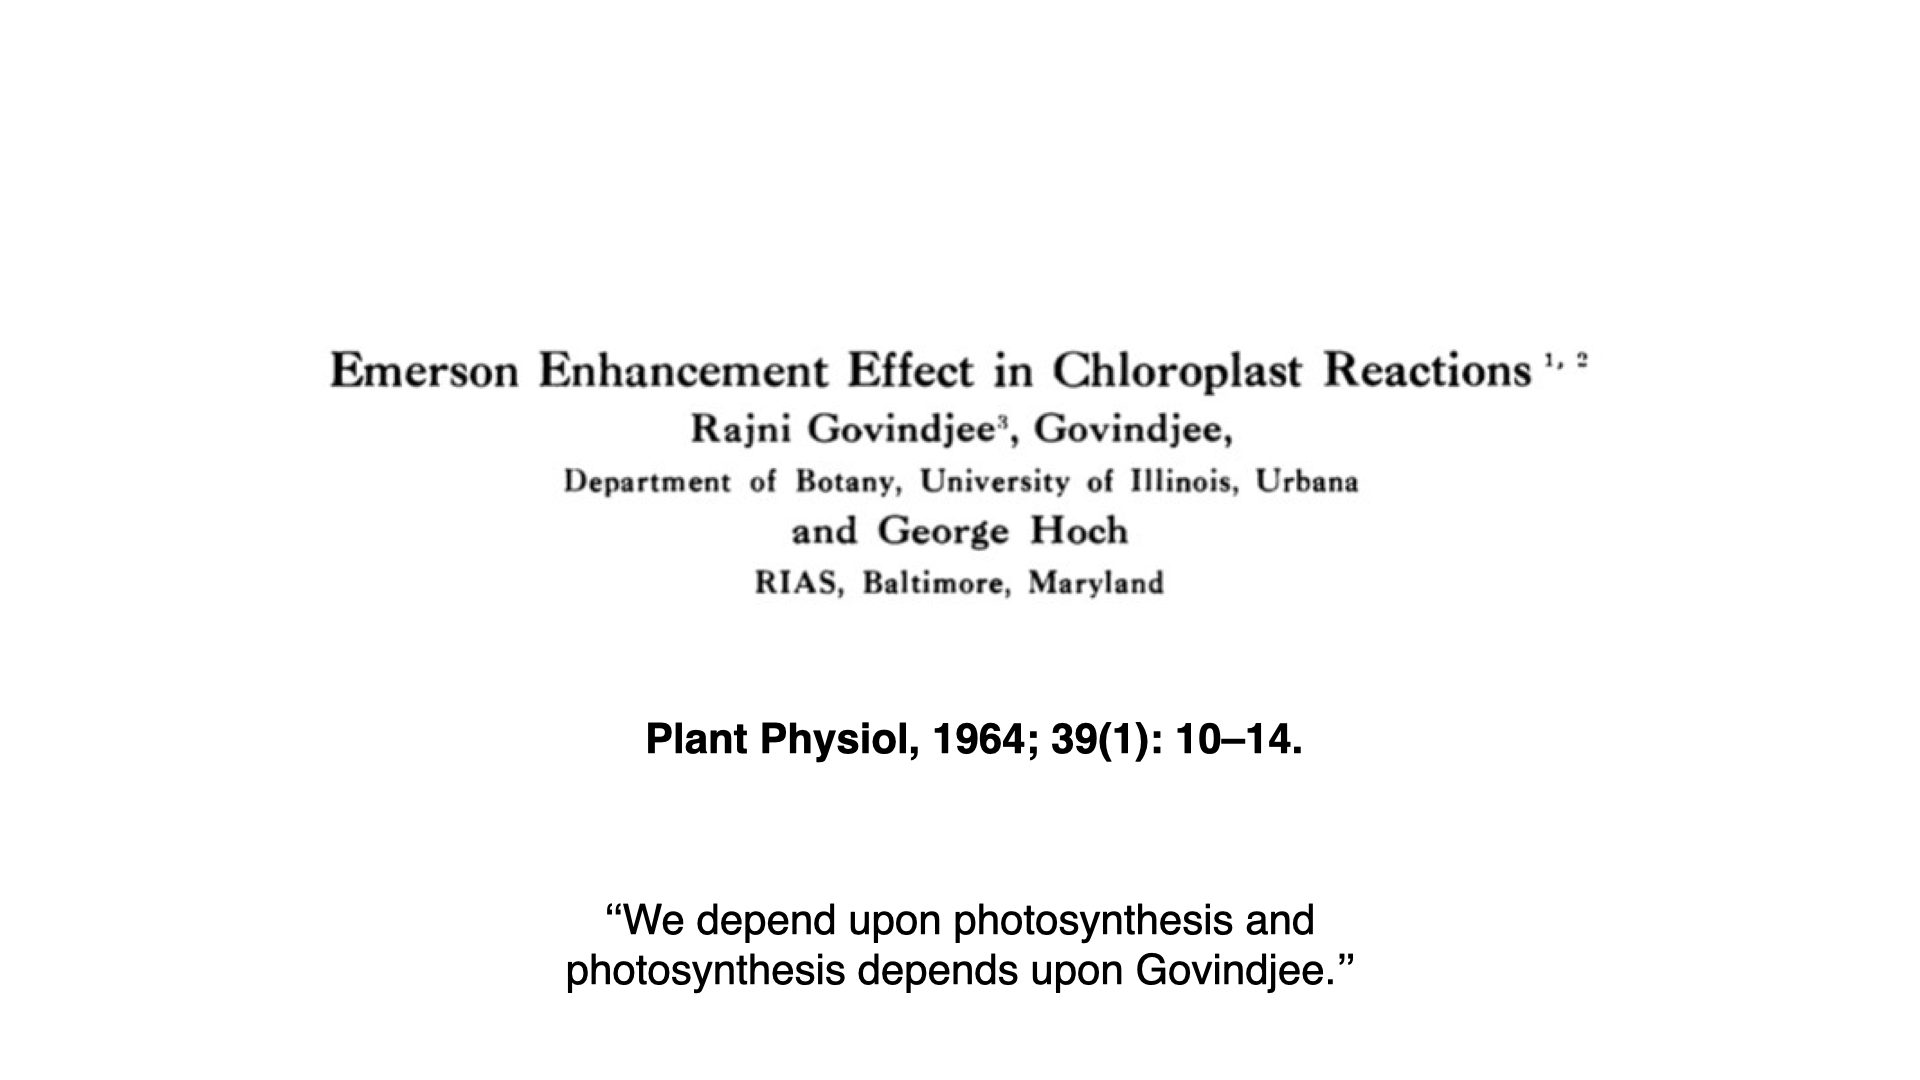 Emerson Enhancement Effect in Chloroplast Reactions 1, 2
Rajni Govindjee3, Govindjee,
Department of Botany, University of Illinois, Urbana
and George Hoch
RIAS, Baltimore, Maryland
Plant Physiol, 1964; 39(1): 10–14.
“We depend upon photosynthesis and
photosynthesis depends upon Govindjee.”